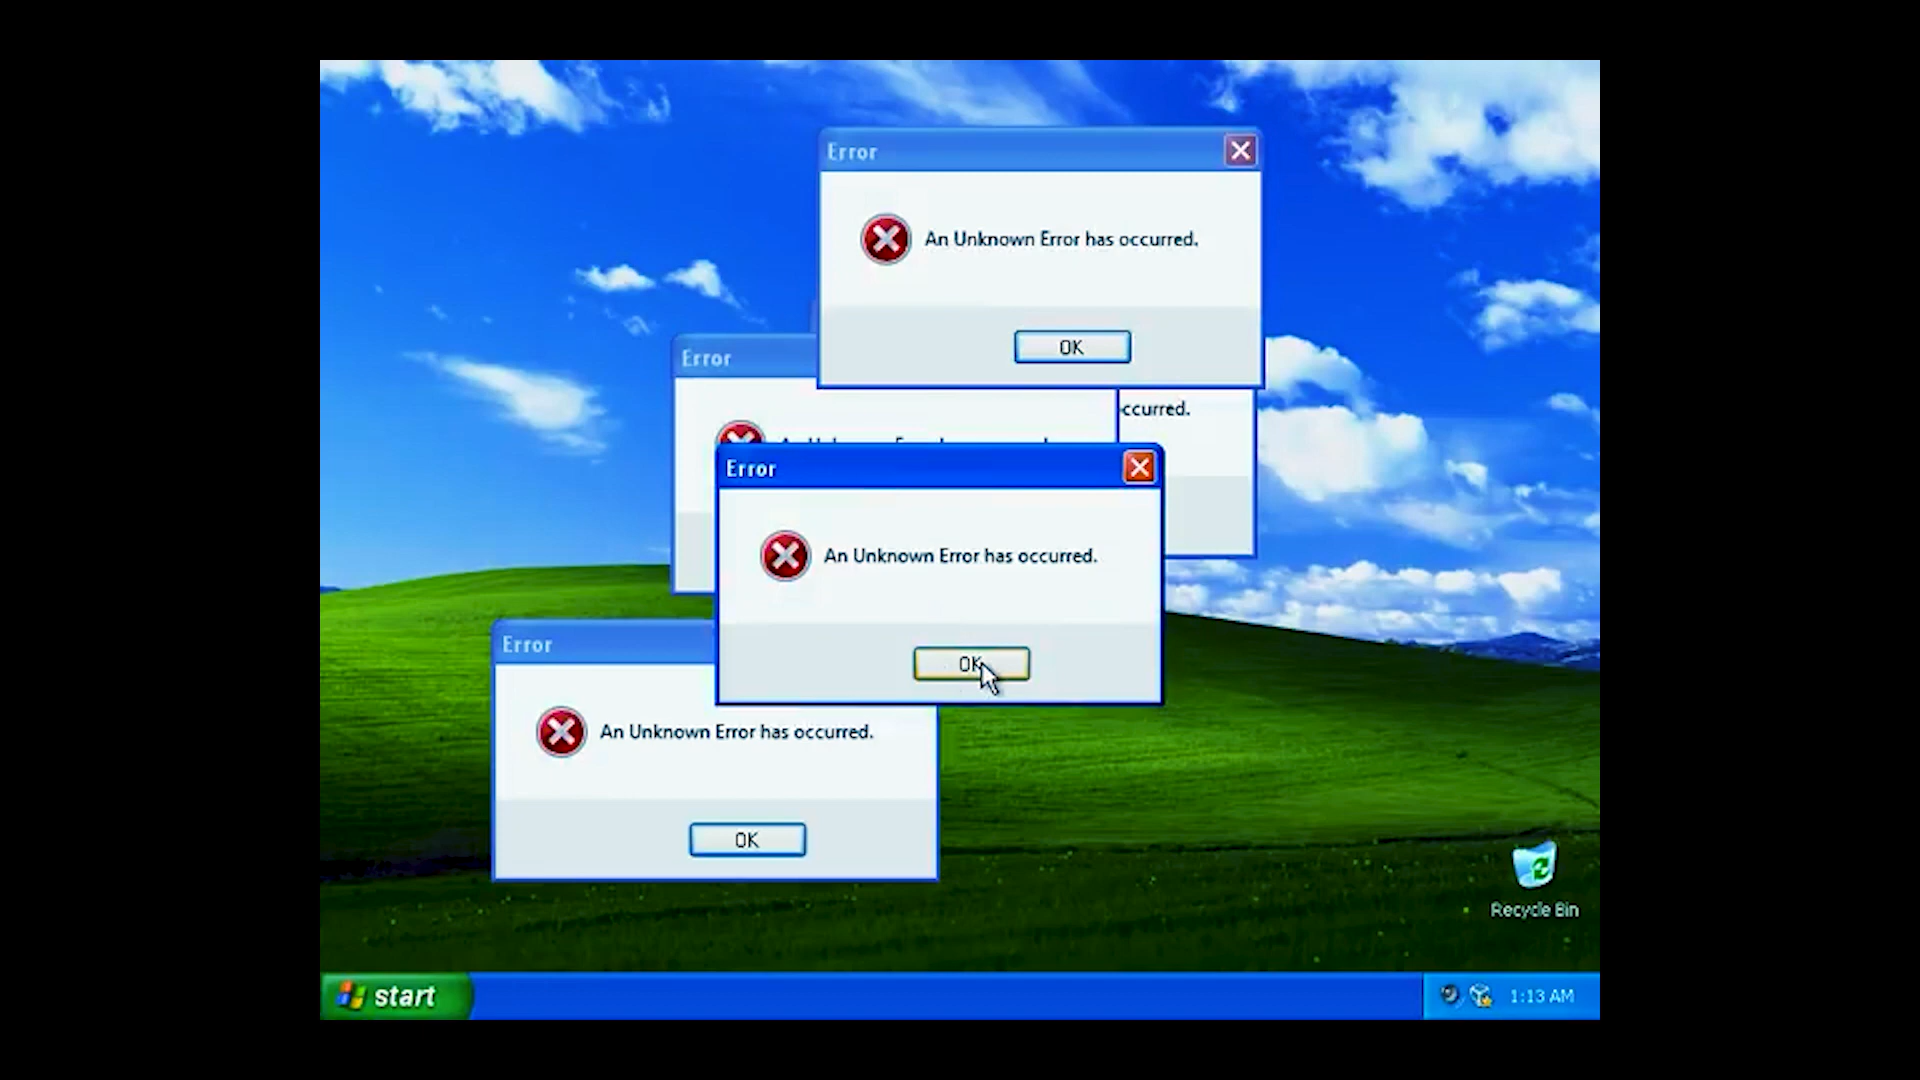 Error
An Unknown Error has occurred.
OK
Error
ccurred.
Error
An Unknown Error has occurred.
OK
Error
An Unknown Error has occurred.
OK
Recycle Bin
start
1:13 AM